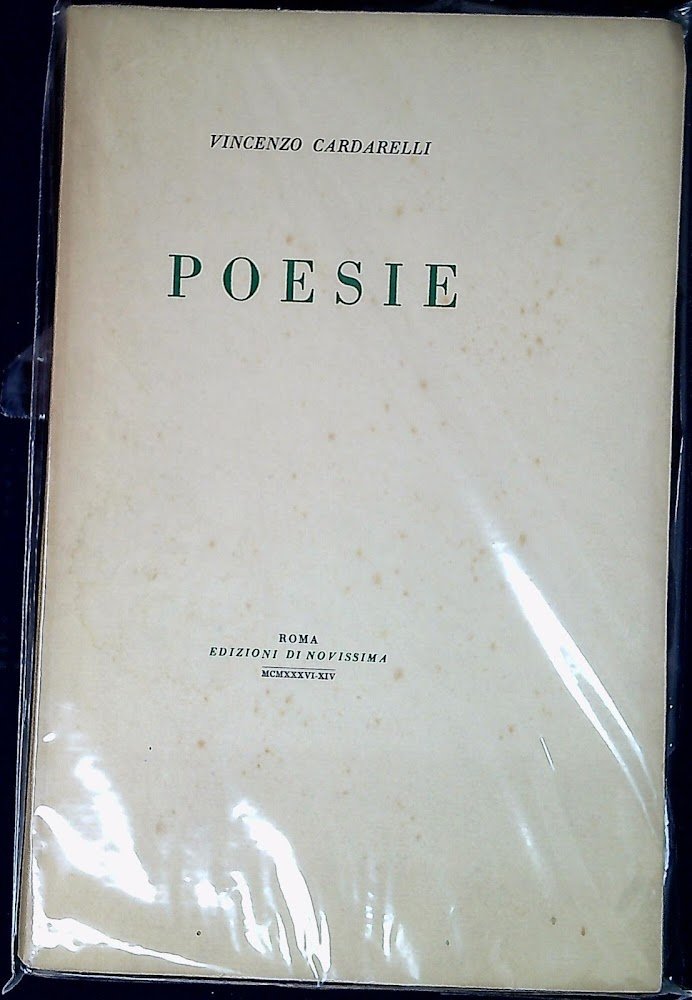 VINCENZO CARDARELLI
POESIE
ROMA
EDIZIONI DI NOVISSIMA
MCMXXXVI-XIV